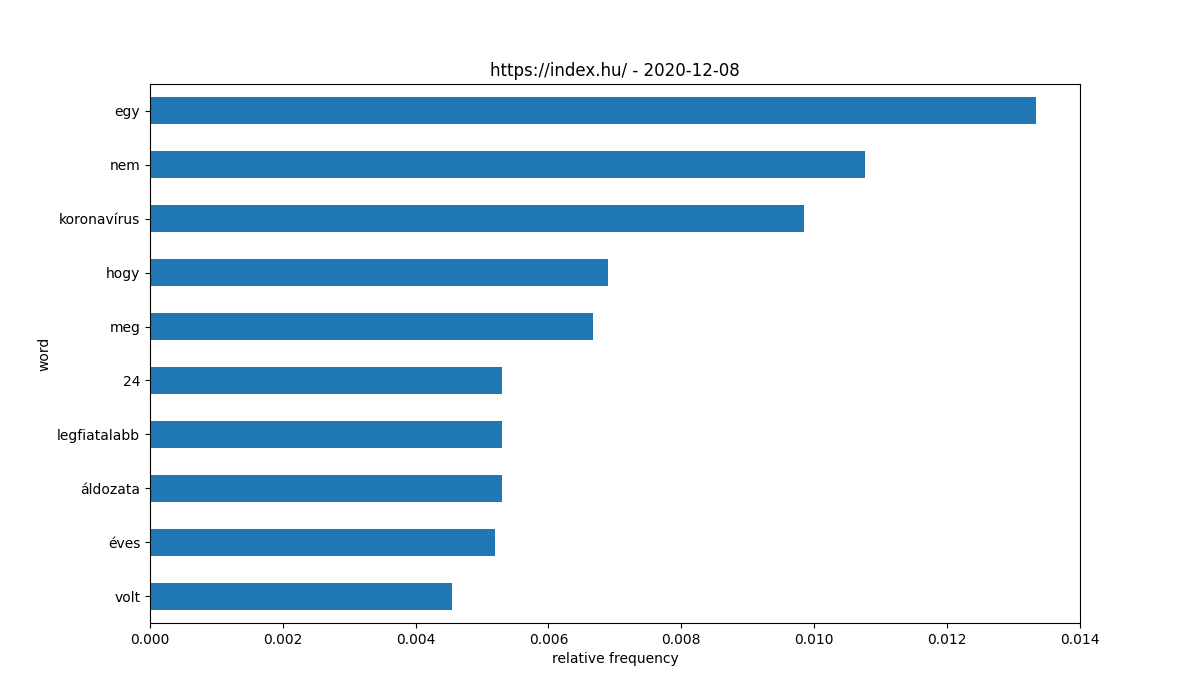 https://index.hu/ - 2020-12-08
egy
nem
koronavírus
hogy
meg
word
24
legfiatalabb
áldozata
éves
volt
0.000 0.002 0.004 0.006 0.008 0.010 0.012 0.014
relative frequency